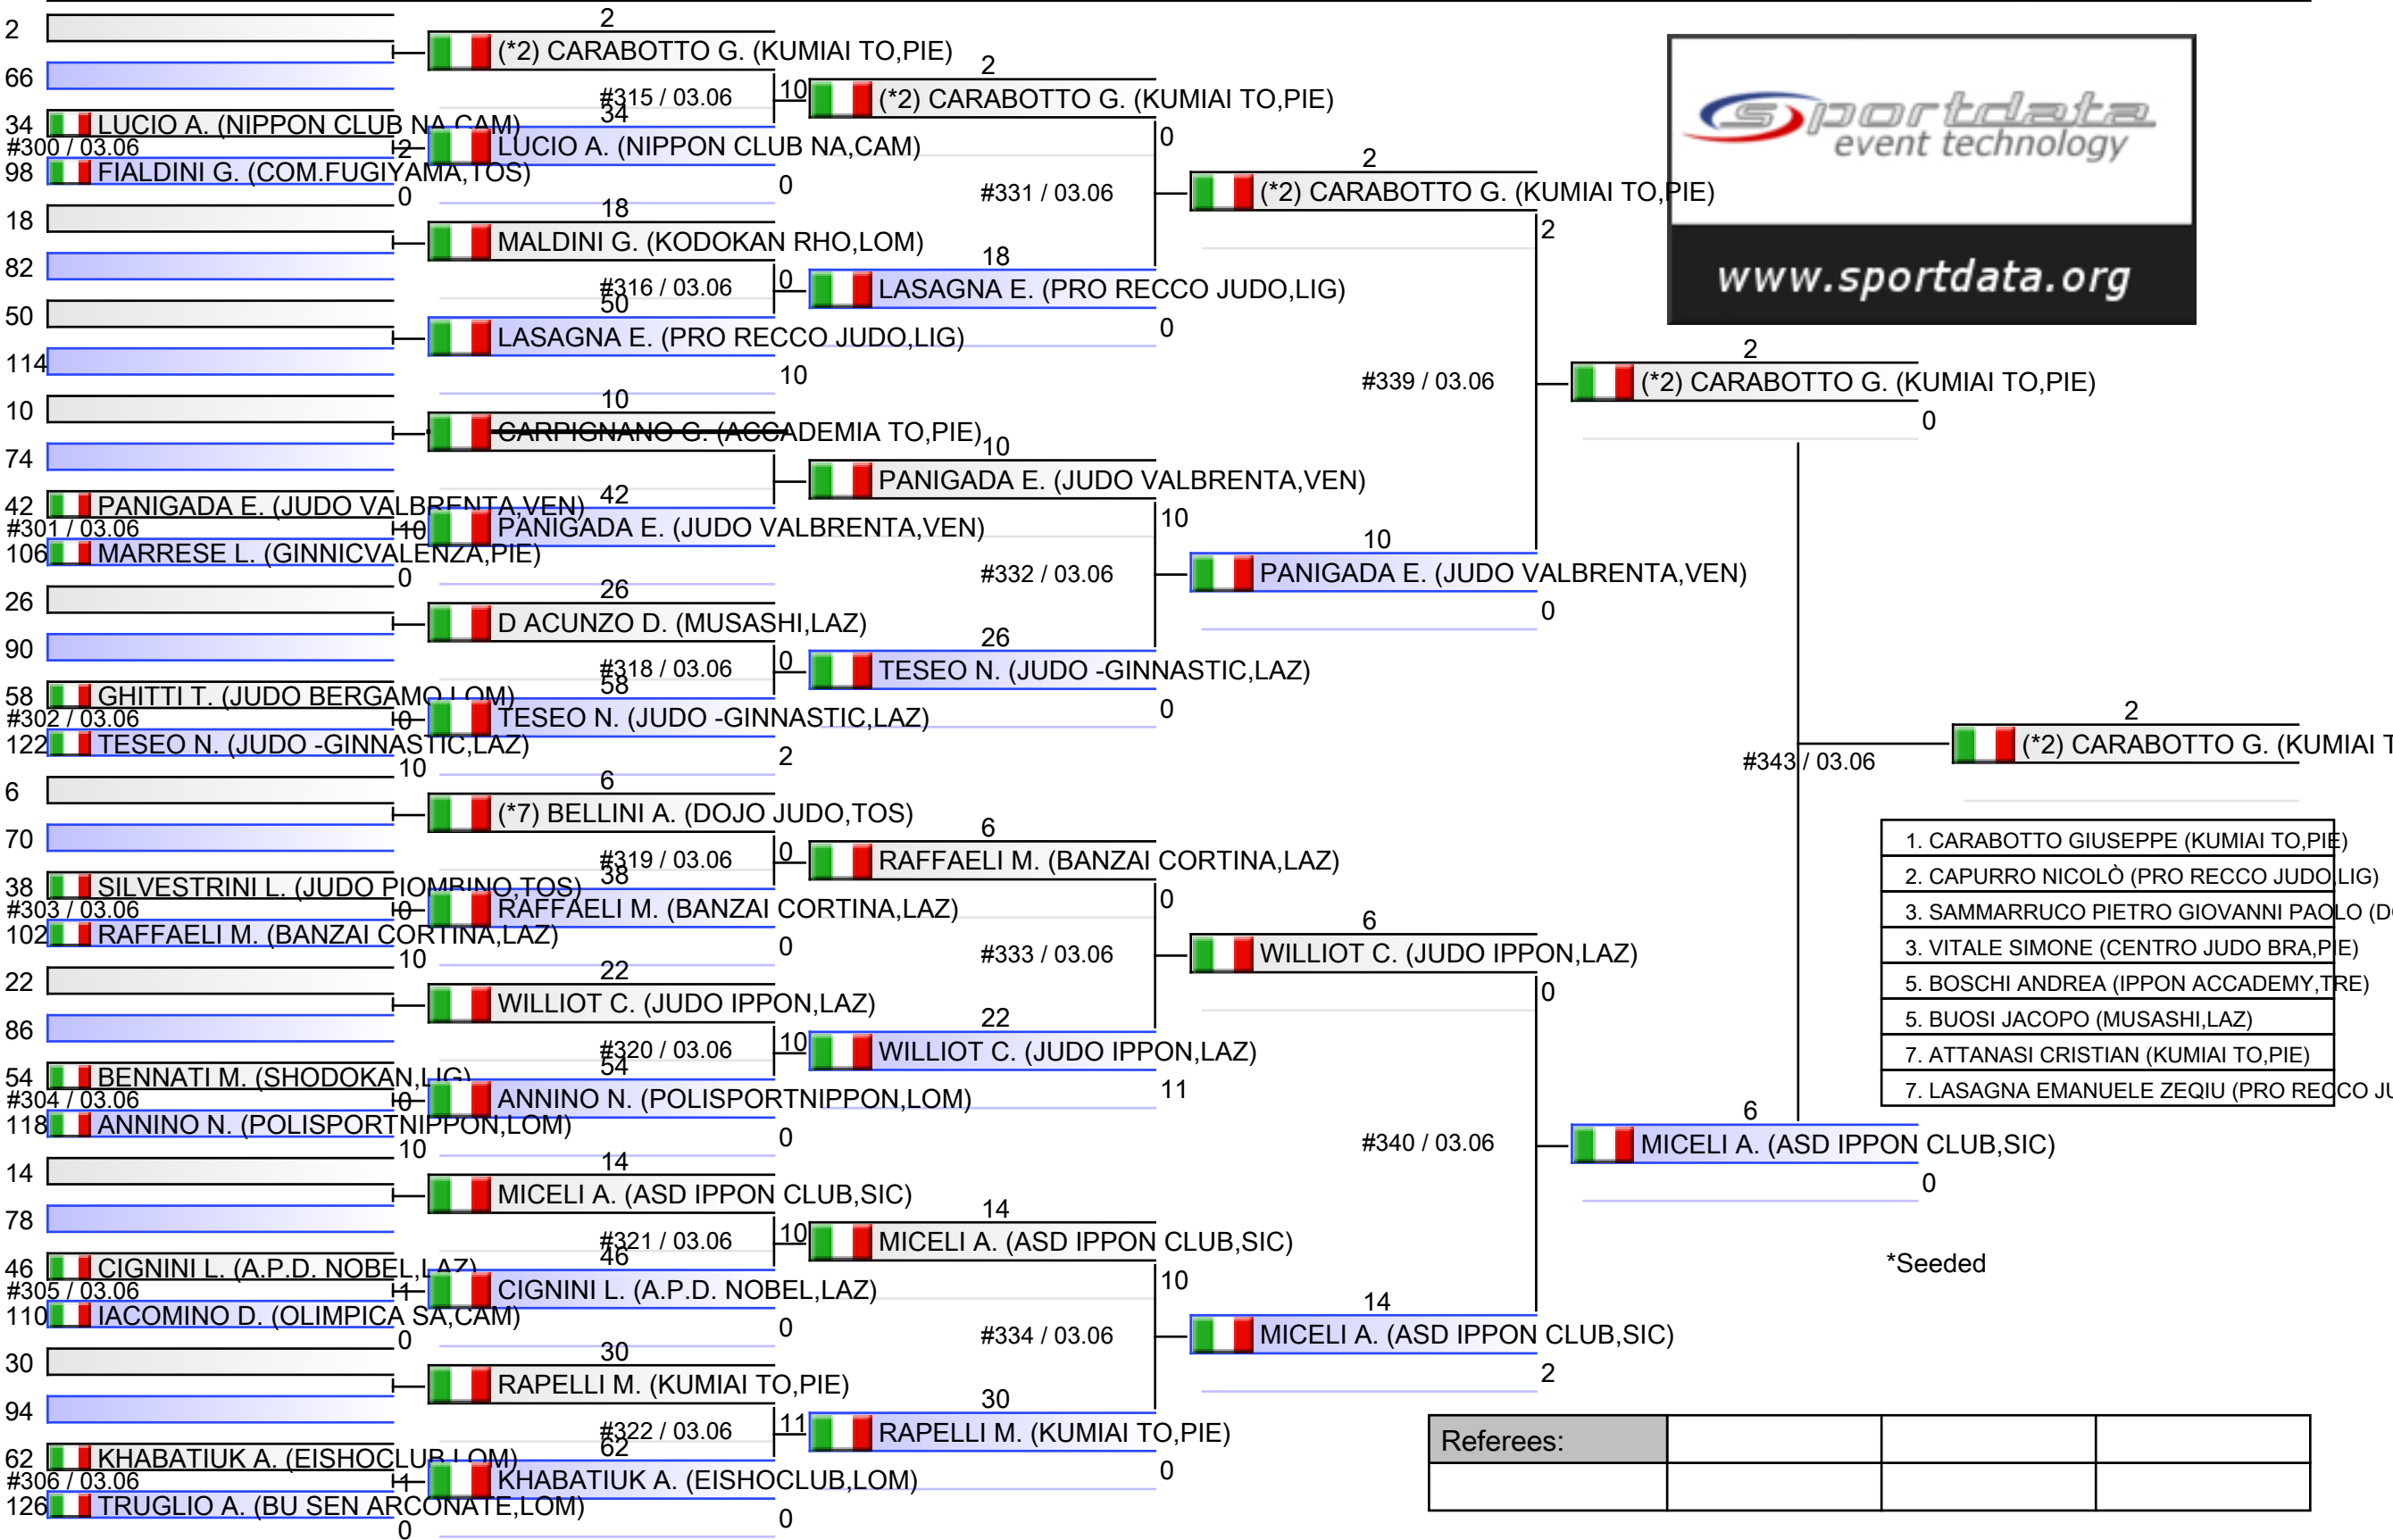 2
66
34 LUCIO A. (NIPPON CLUB NA,CAM)
#300 / 03.06 2
98 FIALDINI G. (COM.FUGIYAMA,TOS)
0
18
82
50
114
10
74
42 PANIGADA E. (JUDO VALBRENTA,VEN)
#301 / 03.06 10
106 MARRESE L. (GINNICVALENZA,PIE)
0
26
90
58 GHITTI T. (JUDO BERGAMO,LOM)
#302 / 03.06 0
122 TESEO N. (JUDO -GINNASTIC,LAZ)
10
6
70
38 SILVESTRINI L. (JUDO PIOMBINO,TOS)
#303 / 03.06 0
102 RAFFAELI M. (BANZAI CORTINA,LAZ)
10
22
86
54 BENNATI M. (SHODOKAN,LIG)
#304 / 03.06 0
118 ANNINO N. (POLISPORTNIPPON,LOM)
10
14
78
46 CIGNINI L. (A.P.D. NOBEL,LAZ)
#305 / 03.06 1
110 IACOMINO D. (OLIMPICA SA,CAM)
0
30
94
62 KHABATIUK A. (EISHOCLUB,LOM)
#306 / 03.06 1
126 TRUGLIO A. (BU SEN ARCONATE,LOM)
0
2
(*2) CARABOTTO G. (KUMIAI TO,PIE)
#315 / 03.06 10
34
LUCIO A. (NIPPON CLUB NA,CAM)
0
18
MALDINI G. (KODOKAN RHO,LOM)
#316 / 03.06 0
50
LASAGNA E. (PRO RECCO JUDO,LIG)
10
10
CARPIGNANO G. (ACCADEMIA TO,PIE)
42
PANIGADA E. (JUDO VALBRENTA,VEN)
26
D ACUNZO D. (MUSASHI,LAZ)
#318 / 03.06 0
58
TESEO N. (JUDO -GINNASTIC,LAZ)
2
6
(*7) BELLINI A. (DOJO JUDO,TOS)
#319 / 03.06 0
38
RAFFAELI M. (BANZAI CORTINA,LAZ)
0
22
WILLIOT C. (JUDO IPPON,LAZ)
#320 / 03.06 10
54
ANNINO N. (POLISPORTNIPPON,LOM)
0
14
MICELI A. (ASD IPPON CLUB,SIC)
#321 / 03.06 10
46
CIGNINI L. (A.P.D. NOBEL,LAZ)
0
30
RAPELLI M. (KUMIAI TO,PIE)
#322 / 03.06 11
62
KHABATIUK A. (EISHOCLUB,LOM)
0
2
(*2) CARABOTTO G. (KUMIAI TO,PIE)
0
#331 / 03.06
18
LASAGNA E. (PRO RECCO JUDO,LIG)
0
10
PANIGADA E. (JUDO VALBRENTA,VEN)
10
#332 / 03.06
26
TESEO N. (JUDO -GINNASTIC,LAZ)
0
6
RAFFAELI M. (BANZAI CORTINA,LAZ)
0
#333 / 03.06
22
WILLIOT C. (JUDO IPPON,LAZ)
11
14
MICELI A. (ASD IPPON CLUB,SIC)
10
#334 / 03.06
30
RAPELLI M. (KUMIAI TO,PIE)
0
2
(*2) CARABOTTO G. (KUMIAI TO,PIE)
2
#339 / 03.06
10
PANIGADA E. (JUDO VALBRENTA,VEN)
0
6
WILLIOT C. (JUDO IPPON,LAZ)
0
#340 / 03.06
14
MICELI A. (ASD IPPON CLUB,SIC)
2
sportdata
event technology
www.sportdata.org
2
(*2) CARABOTTO G. (KUMIAI TO,PIE)
0
#343 / 03.06
6
MICELI A. (ASD IPPON CLUB,SIC)
0
2
(*2) CARABOTTO G. (KUMIAI T
1. CARABOTTO GIUSEPPE (KUMIAI TO,PIE)
2. CAPURRO NICOLÒ (PRO RECCO JUDO,LIG)
3. SAMMARRUCO PIETRO GIOVANNI PAOLO (D
3. VITALE SIMONE (CENTRO JUDO BRA,PIE)
5. BOSCHI ANDREA (IPPON ACCADEMY,TRE)
5. BUOSI JACOPO (MUSASHI,LAZ)
7. ATTANASI CRISTIAN (KUMIAI TO,PIE)
7. LASAGNA EMANUELE ZEQIU (PRO RECCO JU
*Seeded
Referees: